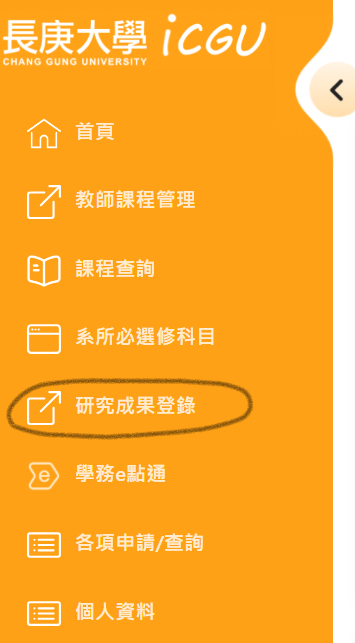 長庚大學 iCGU
CHANG GUNG UNIVERSITY
首頁
教師課程管理
課程查詢
系所必選修科目
研究成果登錄
e 學務e點通
各項申請/查詢
個人資料